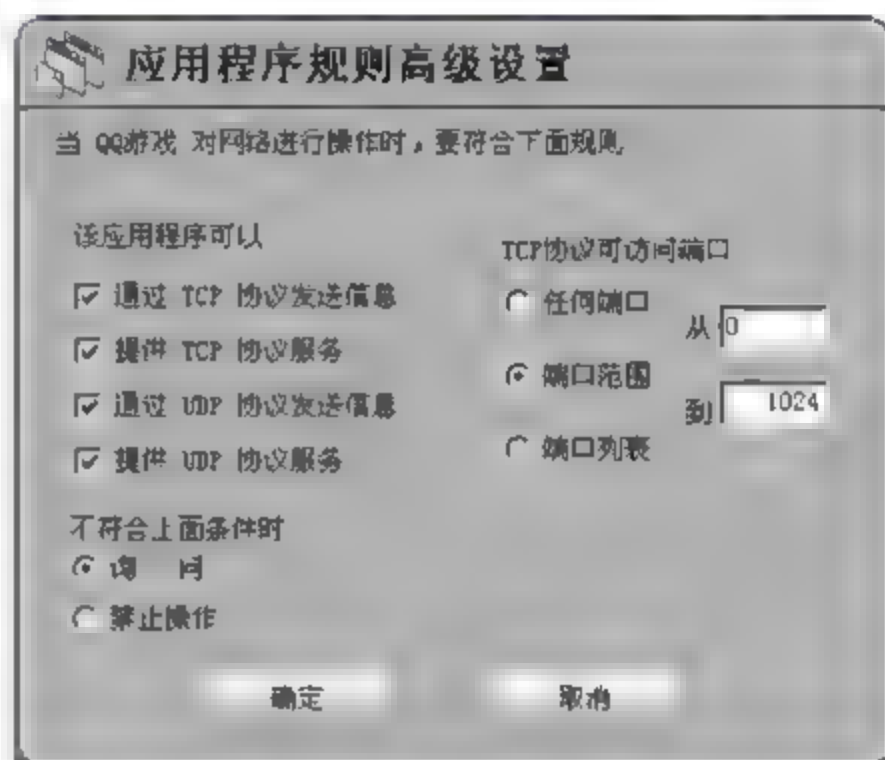 应用程序规则高级设置
当 QQ游戏 对网络进行操作时，要符合下面规则
该应用程序可以
通过 TCP 协议发送信息
提供 TCP 协议服务
通过 UDP 协议发送信息
提供 UDP 协议服务
不符合上面条件时
询 问
禁止操作
TCP协议可访问端口
任何端口
端口范围
端口列表
从 0
到 1024
确定
取消